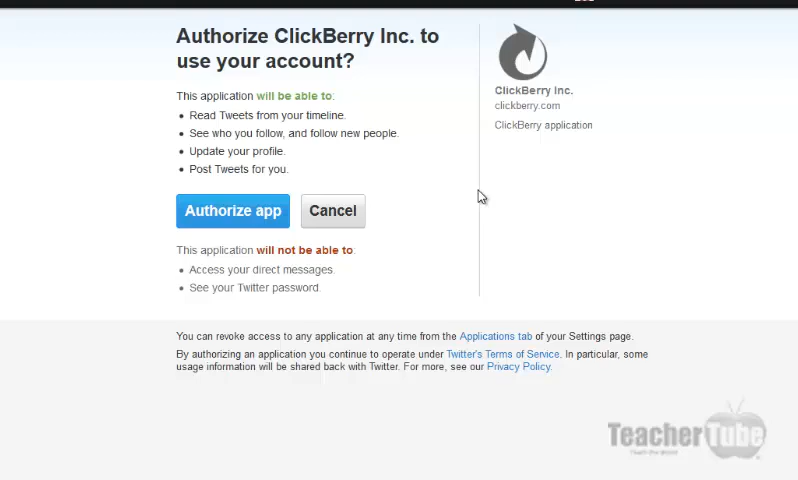 Authorize ClickBerry Inc. to
use your account?
This application will be able to:
Read Tweets from your timeline.
See who you follow, and follow new people.
Update your profile.
Post Tweets for you.
Authorize app
Cancel
This application will not be able to:
Access your direct messages.
See your Twitter password.
ClickBerry Inc.
clickberry.com
ClickBerry application
You can revoke access to any application at any time from the Applications tab of your Settings page.
By authorizing an application you continue to operate under Twitter's Terms of Service. In particular, some
usage information will be shared back with Twitter. For more, see our Privacy Policy.
TeacherTube